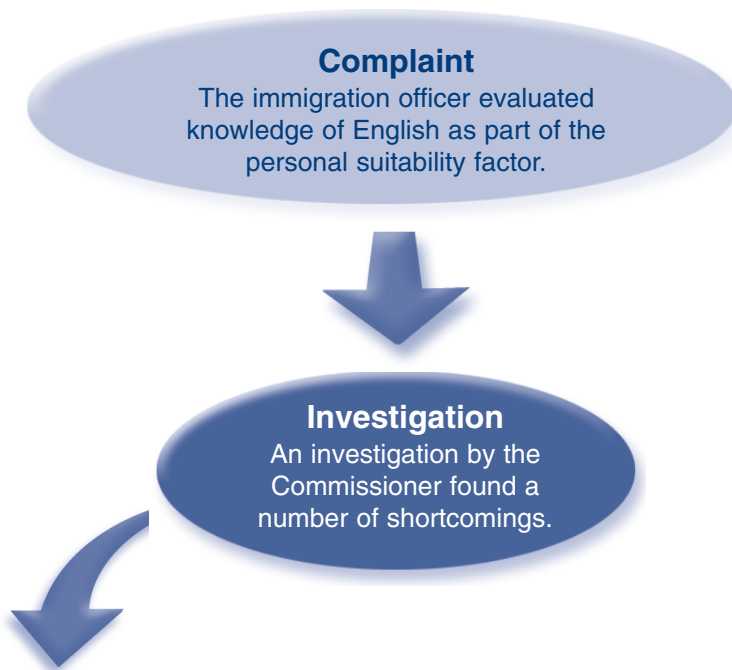 Complaint
The immigration officer evaluated
knowledge of English as part of the
personal suitability factor.
Investigation
An investigation by the
Commissioner found a
number of shortcomings.